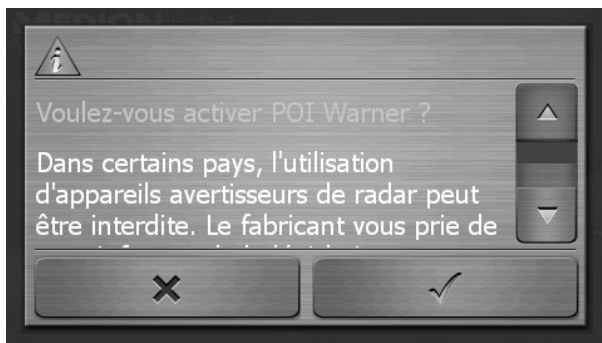 MEDION
Voulez-vous activer POI Warner ?
Dans certains pays, l'utilisation
d'appareils avertisseurs de radar peut
être interdite. Le fabricant vous prie de